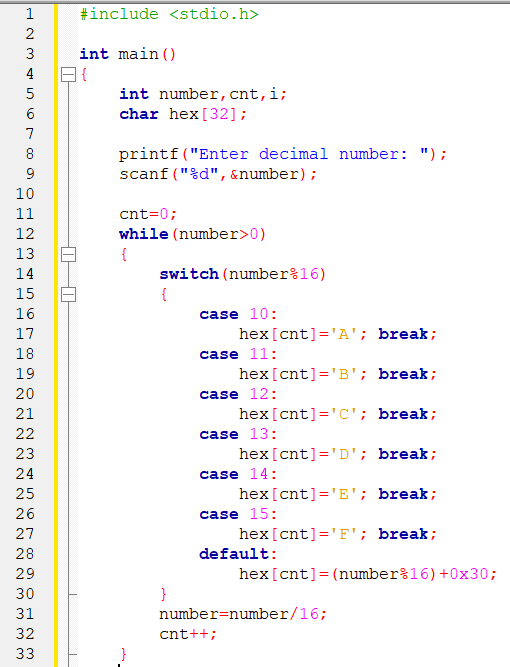 1 #include <stdio.h>
2
3 int main()
4 {
5 int number,cnt,i;
6 char hex[32];
7
8 printf("Enter decimal number: ");
9 scanf("%d",&number);
10
11 cnt=0;
12 while(number>0)
13 {
14 switch(number%16)
15 {
16 case 10:
17 hex[cnt]='A'; break;
18 case 11:
19 hex[cnt]='B'; break;
20 case 12:
21 hex[cnt]='C'; break;
22 case 13:
23 hex[cnt]='D'; break;
24 case 14:
25 hex[cnt]='E'; break;
26 case 15:
27 hex[cnt]='F'; break;
28 default:
29 hex[cnt]=(number%16)+0x30;
30 }
31 number=number/16;
32 cnt++;
33 }